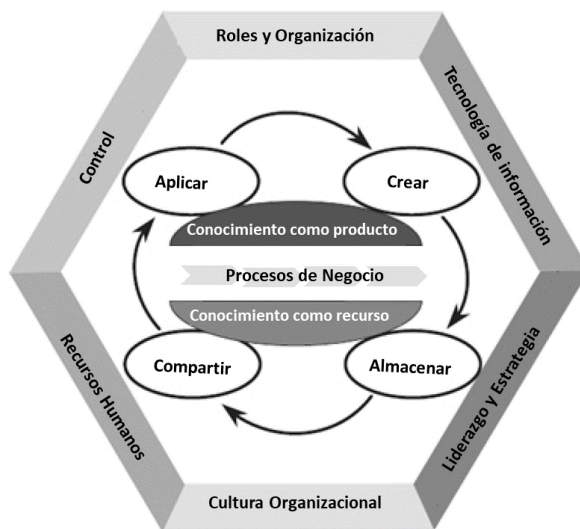 Roles y Organización
Tecnología de información
Control
Aplicar
Crear
Conocimiento como producto
Procesos de Negocio
Conocimiento como recurso
Compartir
Almacenar
Recursos Humanos
Liderazgo y Estrategia
Cultura Organizacional